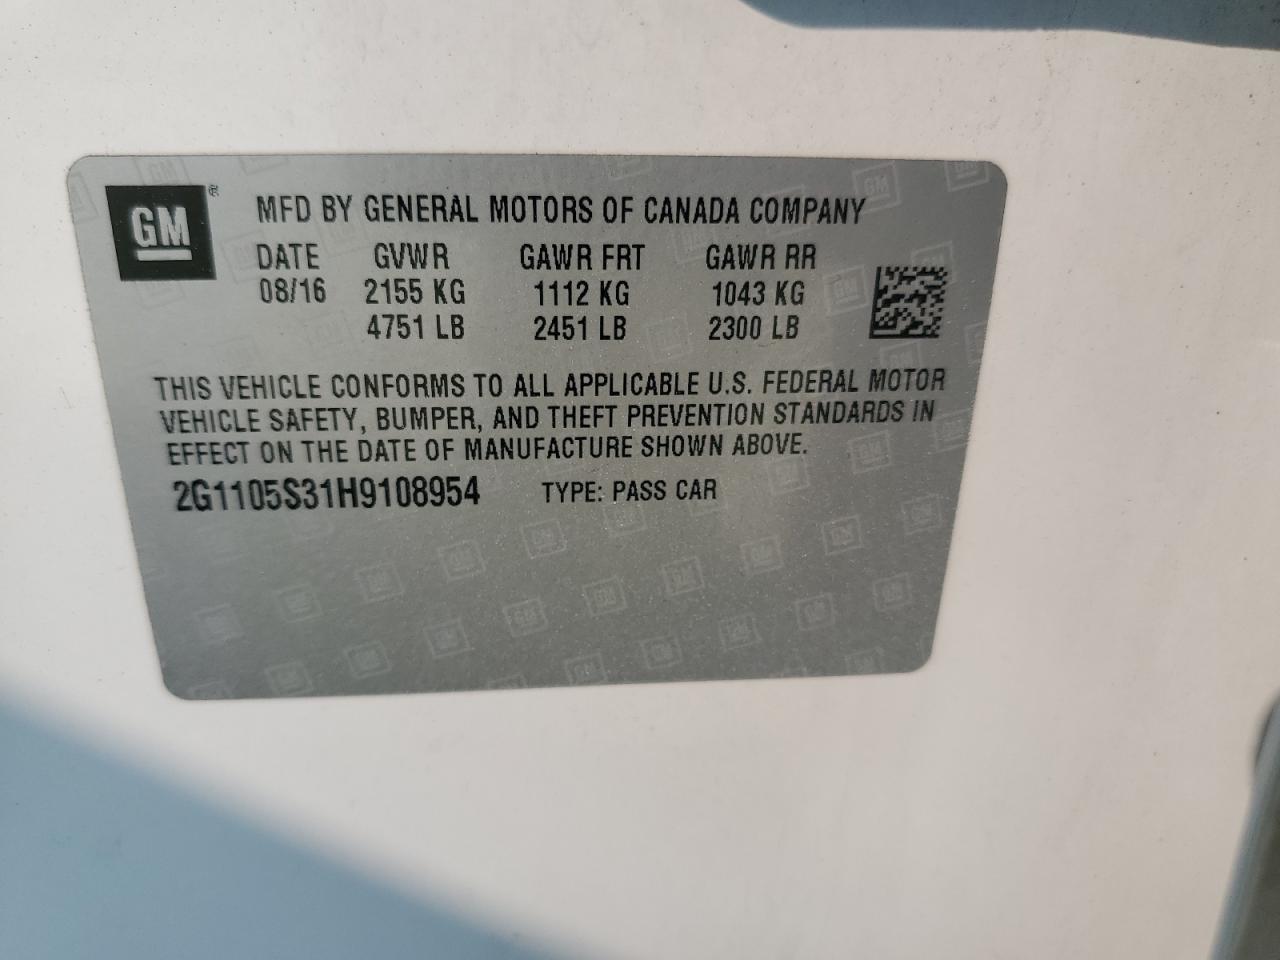 GM ®
MFD BY GENERAL MOTORS OF CANADA COMPANY
DATE GVWR GAWR FRT GAWR RR
08/16 2155 KG 1112 KG 1043 KG
4751 LB 2451 LB 2300 LB
THIS VEHICLE CONFORMS TO ALL APPLICABLE U.S. FEDERAL MOTOR
VEHICLE SAFETY, BUMPER, AND THEFT PREVENTION STANDARDS IN
EFFECT ON THE DATE OF MANUFACTURE SHOWN ABOVE.
2G1105S31H9108954 TYPE: PASS CAR